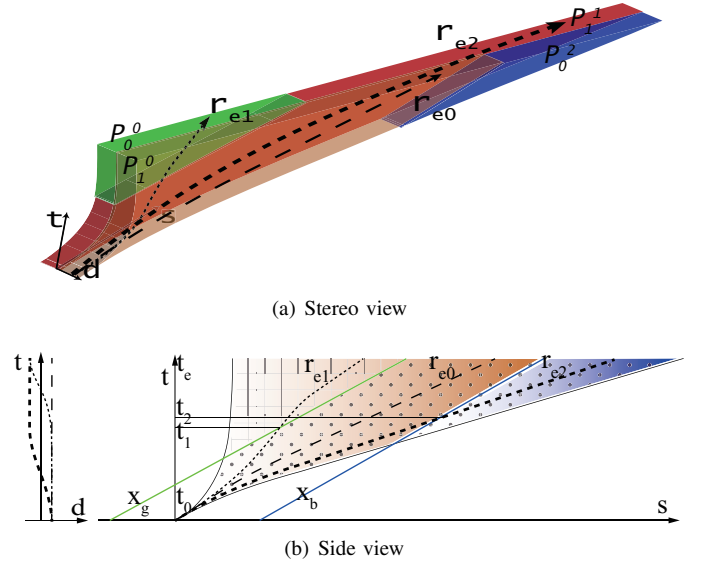 P_1^1
r_e2
P_0^2
r_e1
r_e0
P_0^0
P_1^0
s
t
d
(a) Stereo view
t
t
t_e
r_e1
r_e0
r_e2
t_2
t_1
t_0
x_g
x_b
d
s
(b) Side view